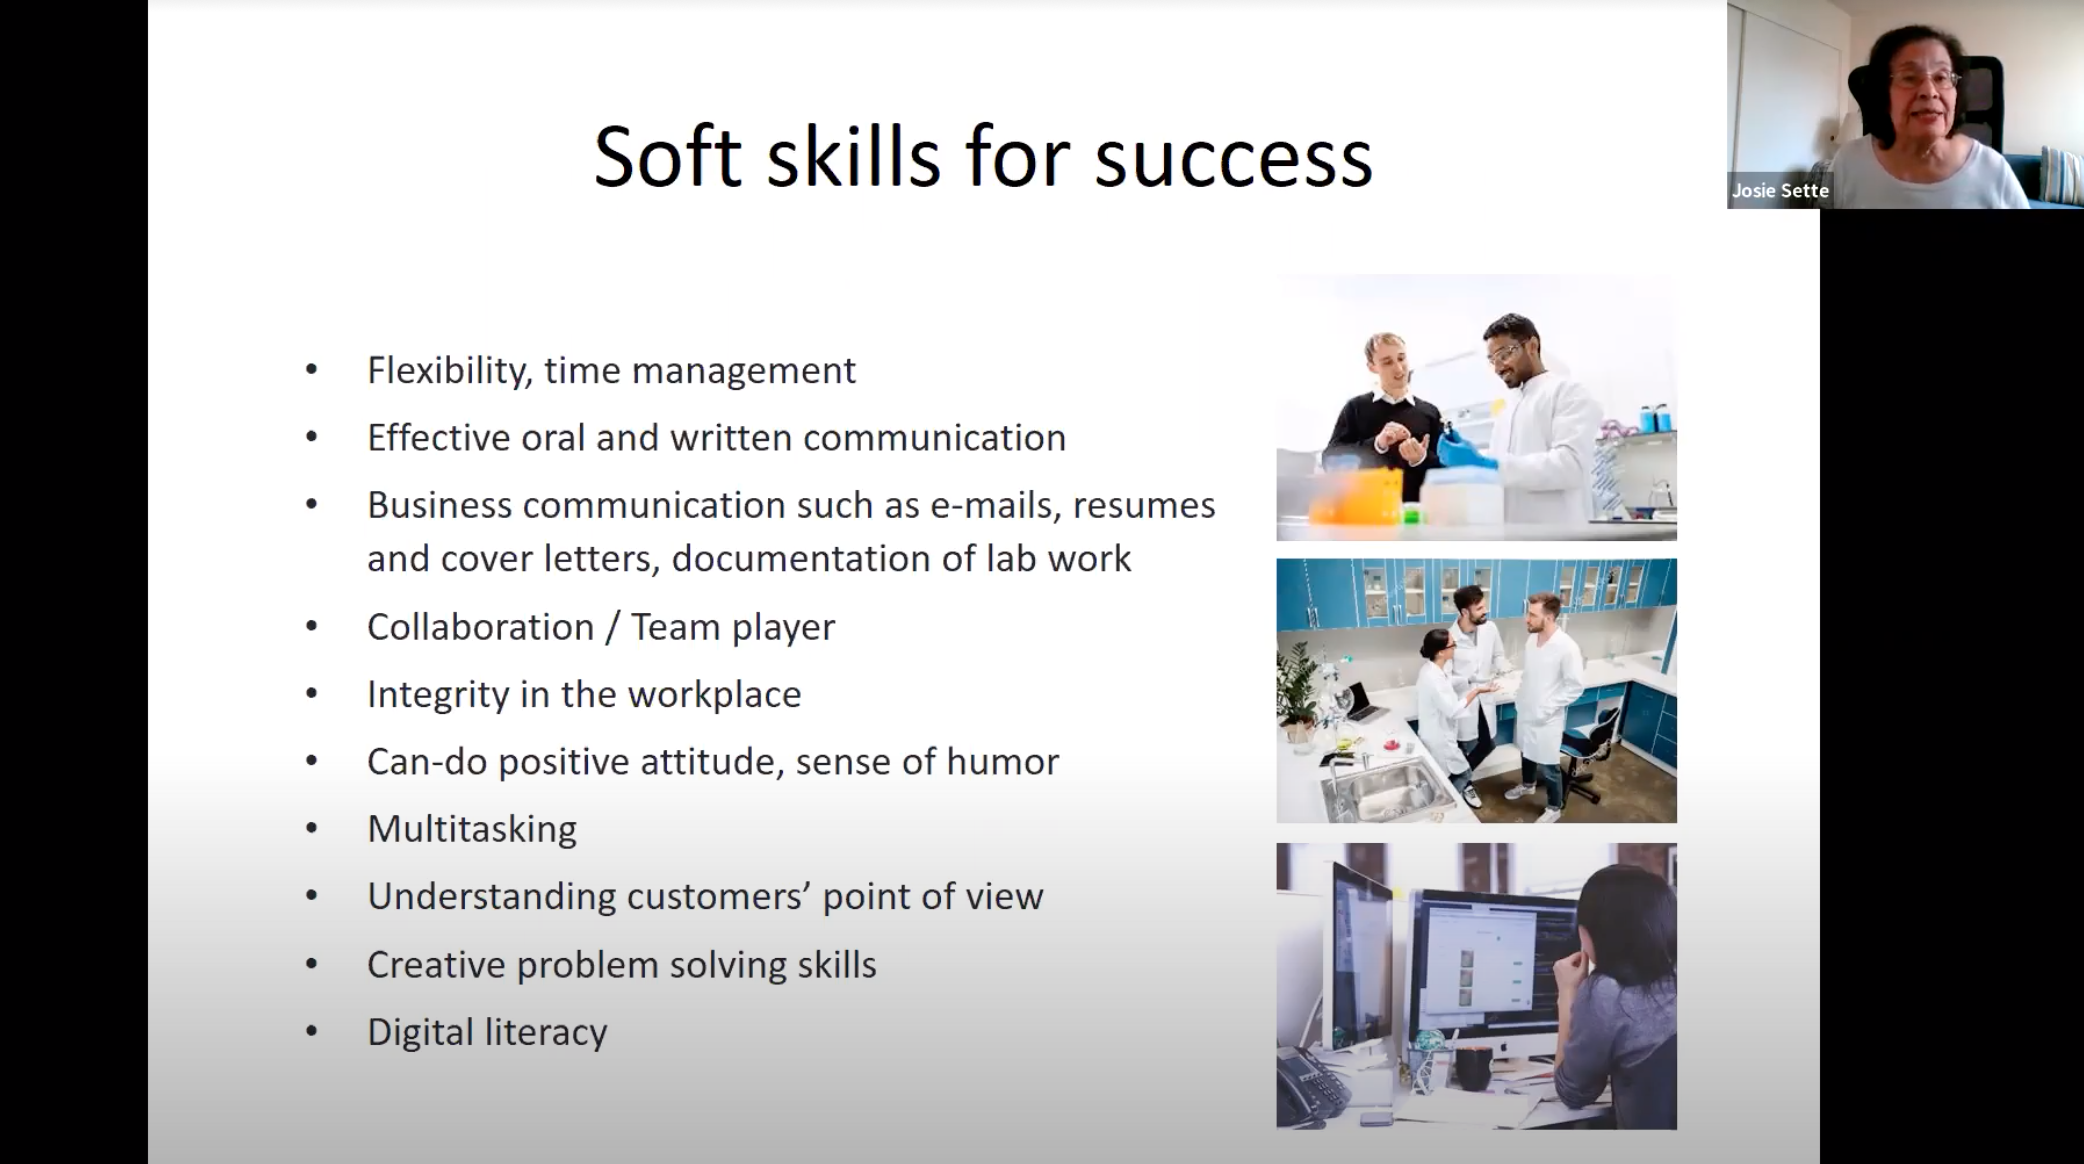 Soft skills for success
Josie Sette
• Flexibility, time management
• Effective oral and written communication
• Business communication such as e-mails, resumes
and cover letters, documentation of lab work
• Collaboration / Team player
• Integrity in the workplace
• Can-do positive attitude, sense of humor
• Multitasking
• Understanding customers’ point of view
• Creative problem solving skills
• Digital literacy